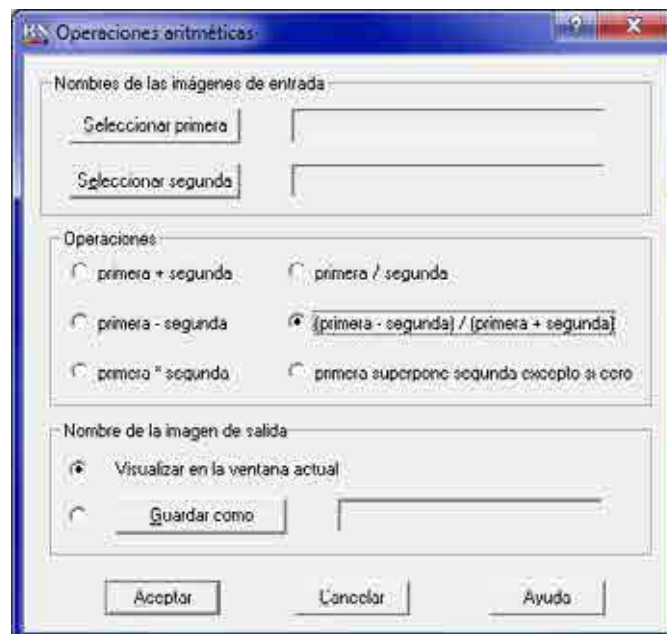 Operaciones aritméticas
Nombres de las imágenes de entrada
Seleccionar primera
Seleccionar segunda
Operaciones
primera + segunda
primera / segunda
primera - segunda
(primera - segunda) / (primera + segunda)
primera * segunda
primera superpone segunda excepto si cero
Nombre de la imagen de salida
Visualizar en la ventana actual
Guardar como
Aceptar
Cancelar
Ayuda